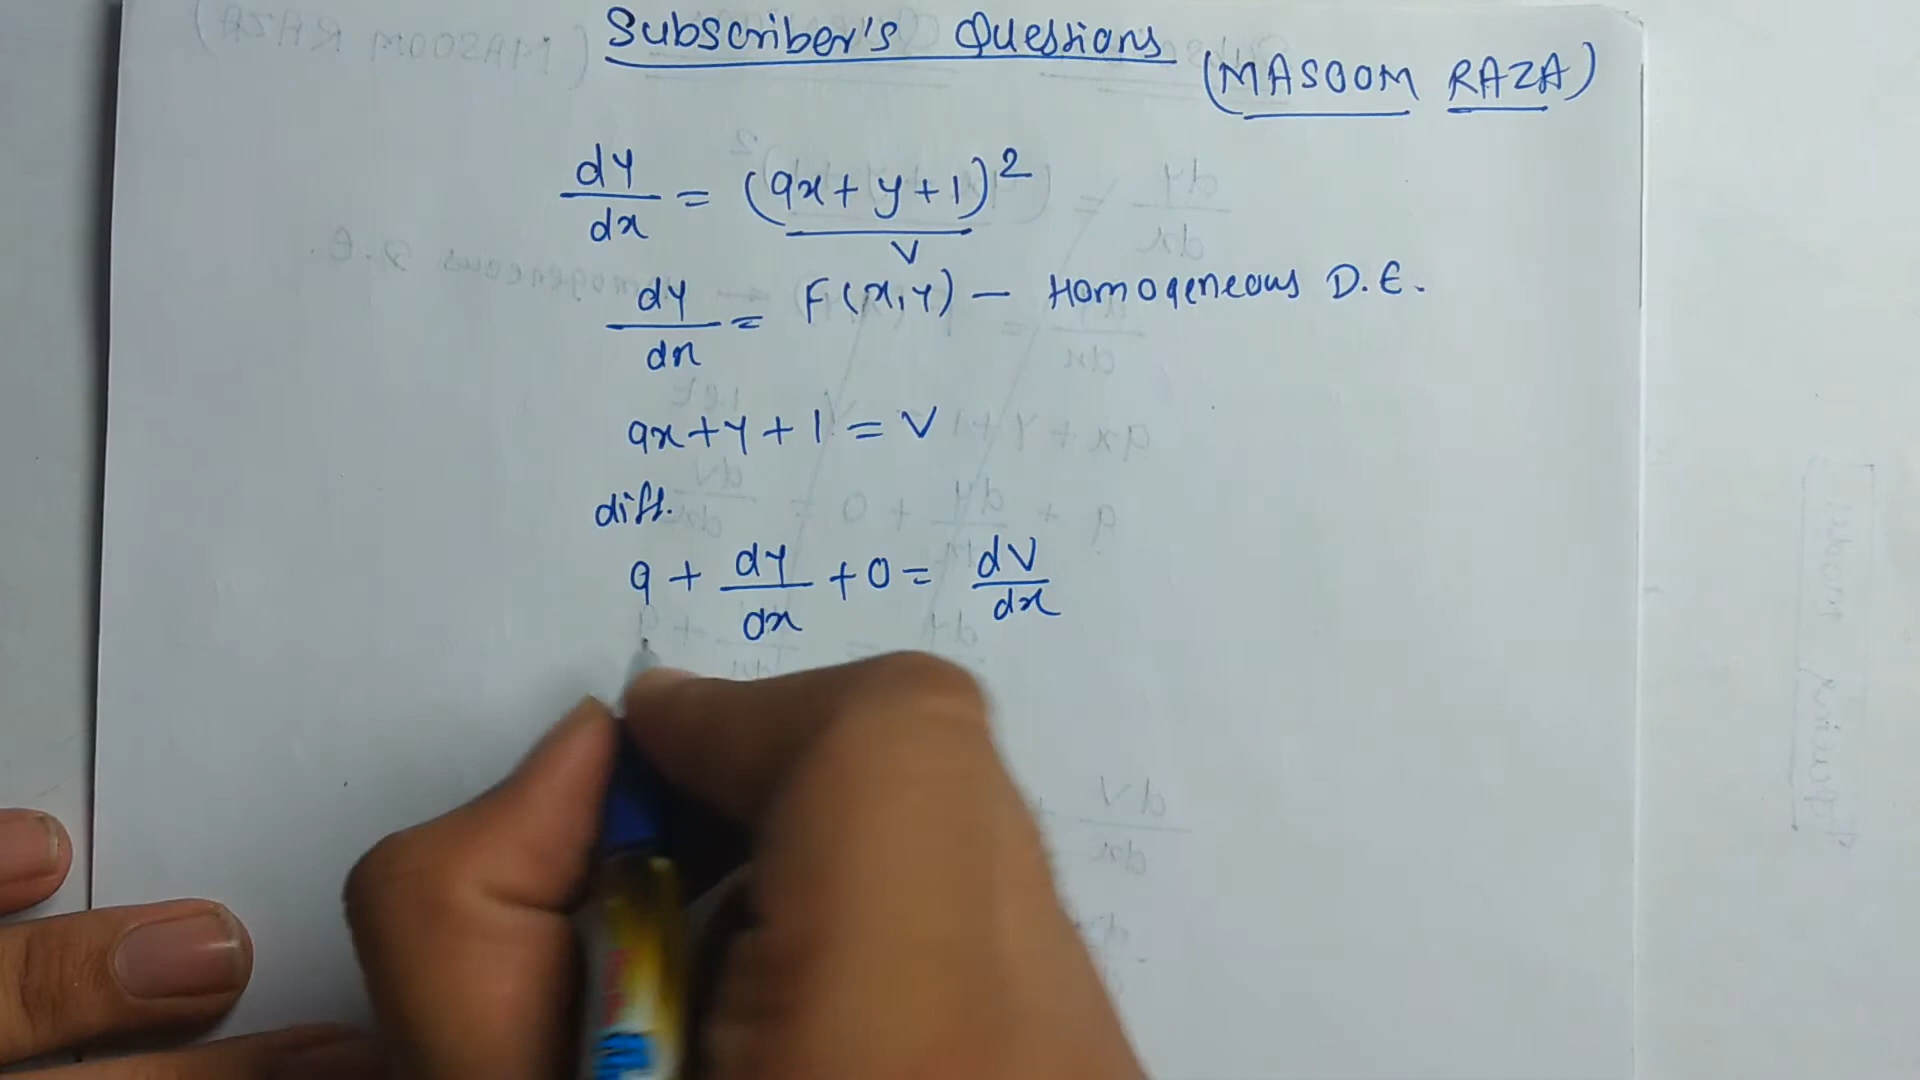 Subscriber's Questions
(MASOOM RAZA)
dy/dx = (9x+y+1)²
V
dy/dx = F(x,y) — Homogeneous D.E.
9x+y+1 = V
diff.
9 + dy/dx + 0 = dV/dx